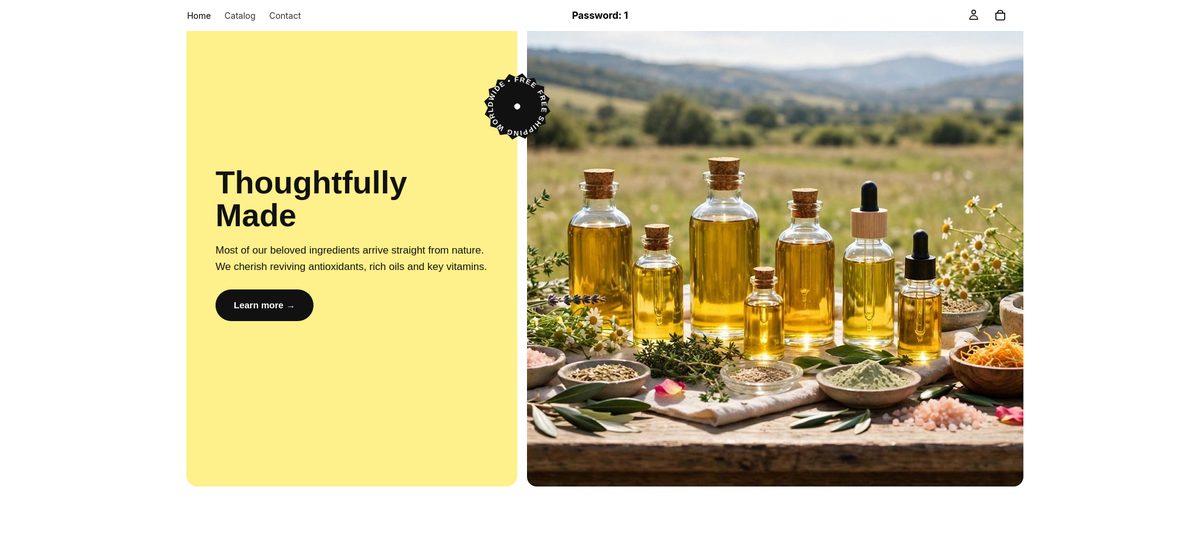 Home
Catalog
Contact
Password: 1
FREE FREE SHIPPING WORLDWIDE •
Thoughtfully
Made
Most of our beloved ingredients arrive straight from nature.
We cherish reviving antioxidants, rich oils and key vitamins.
Learn more →